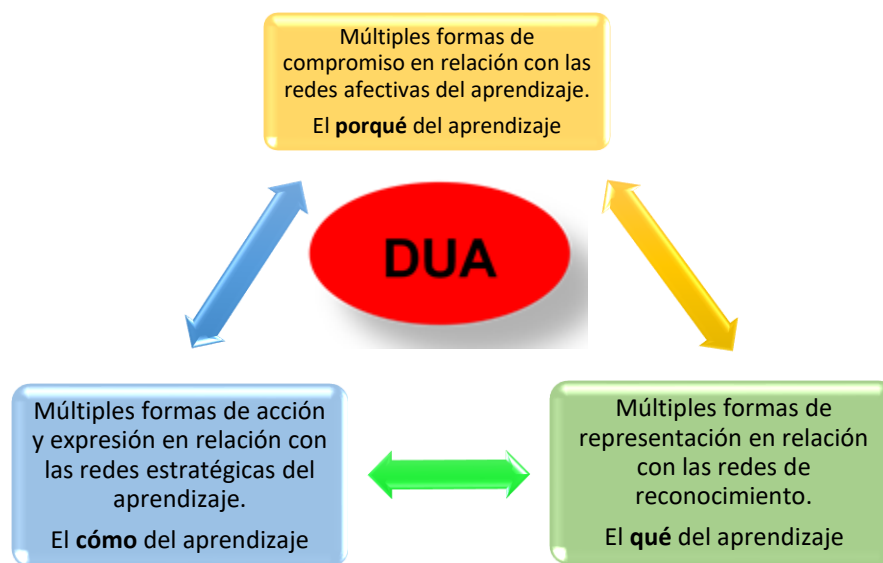 Múltiples formas de
compromiso en relación con las
redes afectivas del aprendizaje.
El porqué del aprendizaje
DUA
Múltiples formas de acción
y expresión en relación con
las redes estratégicas del
aprendizaje.
El cómo del aprendizaje
Múltiples formas de
representación en relación
con las redes de
reconocimiento.
El qué del aprendizaje